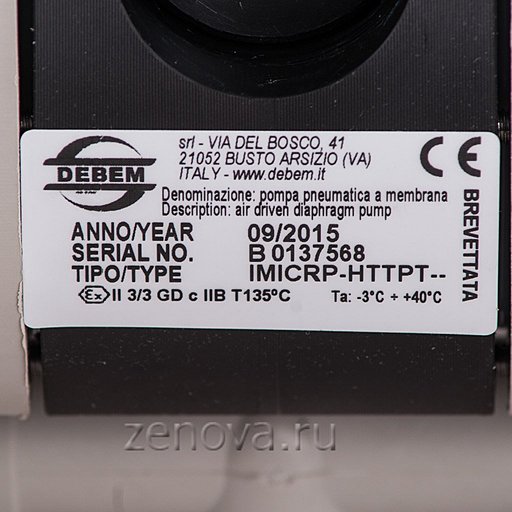 DEBEM
srl - VIA DEL BOSCO, 41
21052 BUSTO ARSIZIO (VA)
ITALY - www.debem.it
CE
Denominazione: pompa pneumatica a membrana
Description: air driven diaphragm pump
BREVETTATA
ANNO/YEAR 09/2015
SERIAL NO. B 0137568
TIPO/TYPE IMICRP-HTTPT--
Ex II 3/3 GD c IIB T135°C Ta: -3°C ÷ +40°C
zenova.ru